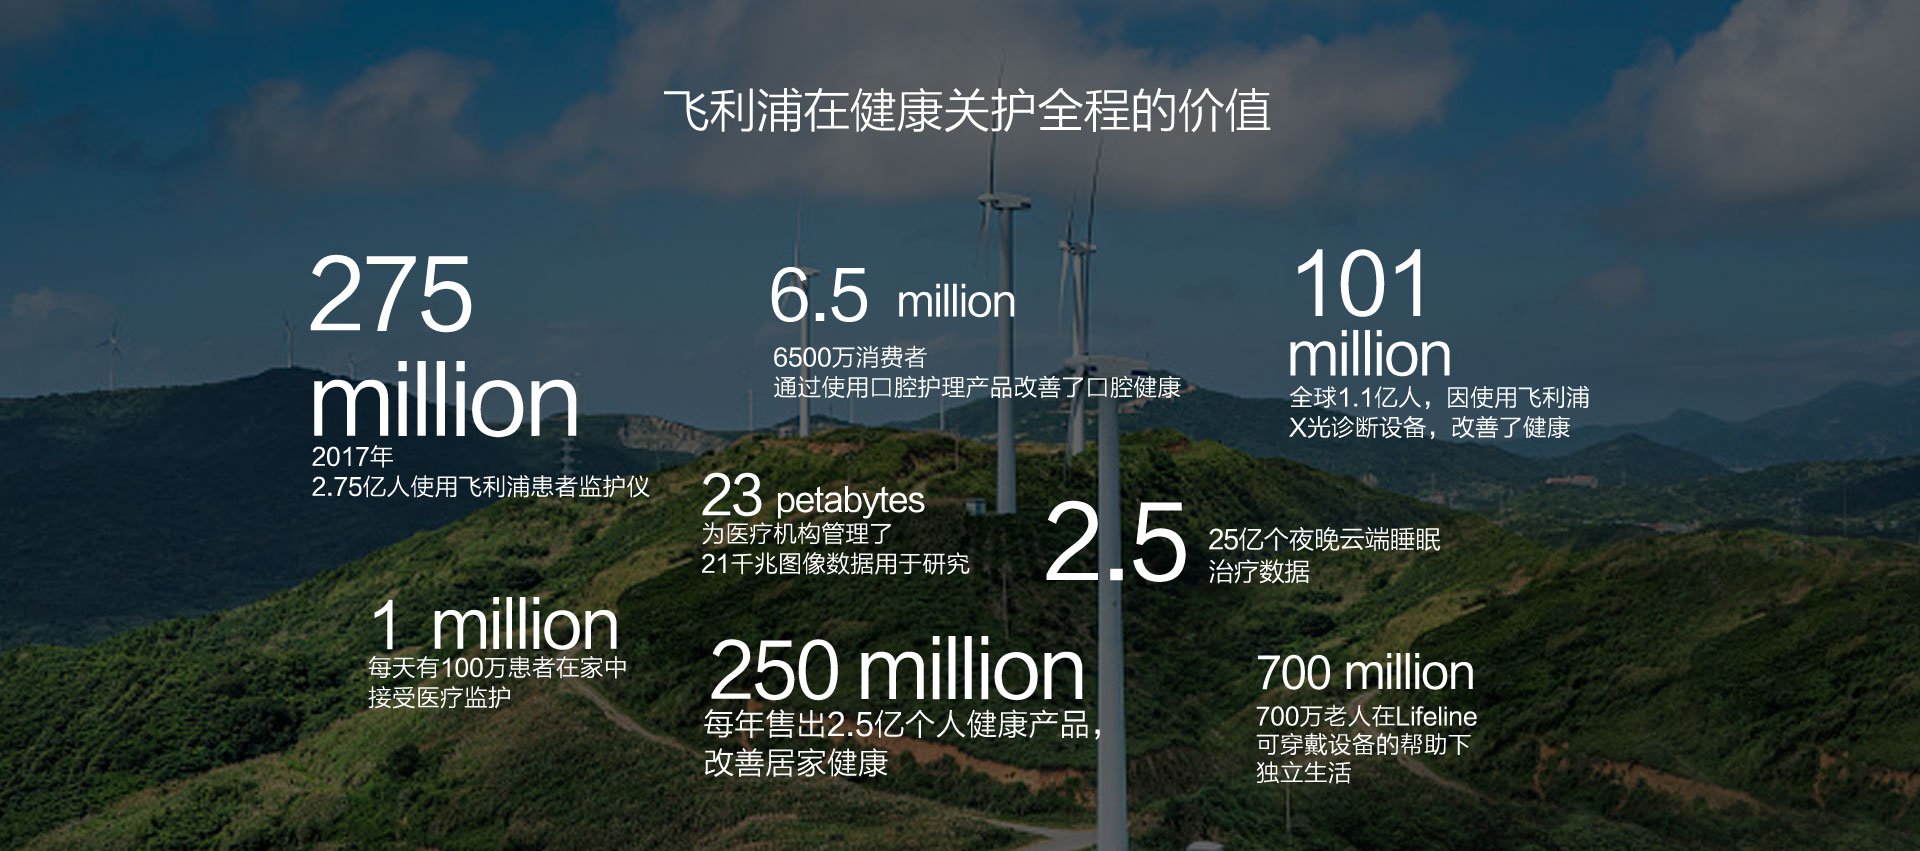 飞利浦在健康关护全程的价值
275
million
2017年
2.75亿人使用飞利浦患者监护仪
6.5 million
6500万消费者
通过使用口腔护理产品改善了口腔健康
101
million
全球1.1亿人，因使用飞利浦
X光诊断设备，改善了健康
23 petabytes
为医疗机构管理了
21千兆图像数据用于研究
2.5
25亿个夜晚云端睡眠
治疗数据
1 million
每天有100万患者在家中
接受医疗监护
250 million
每年售出2.5亿个人健康产品，
改善居家健康
700 million
700万老人在Lifeline
可穿戴设备的帮助下
独立生活